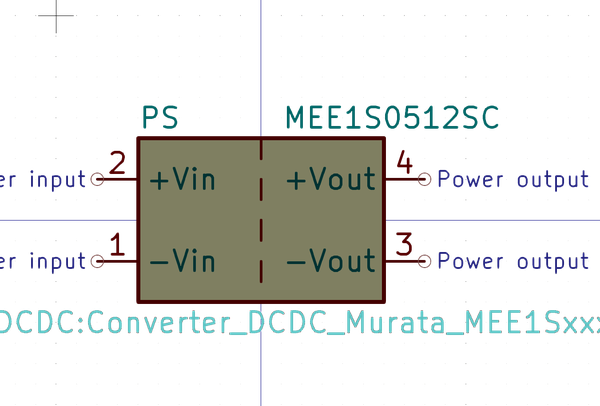 PS MEE1S0512SC
er input 2 +Vin +Vout 4 Power output
er input 1 −Vin −Vout 3 Power output
DCDC:Converter_DCDC_Murata_MEE1Sxxx